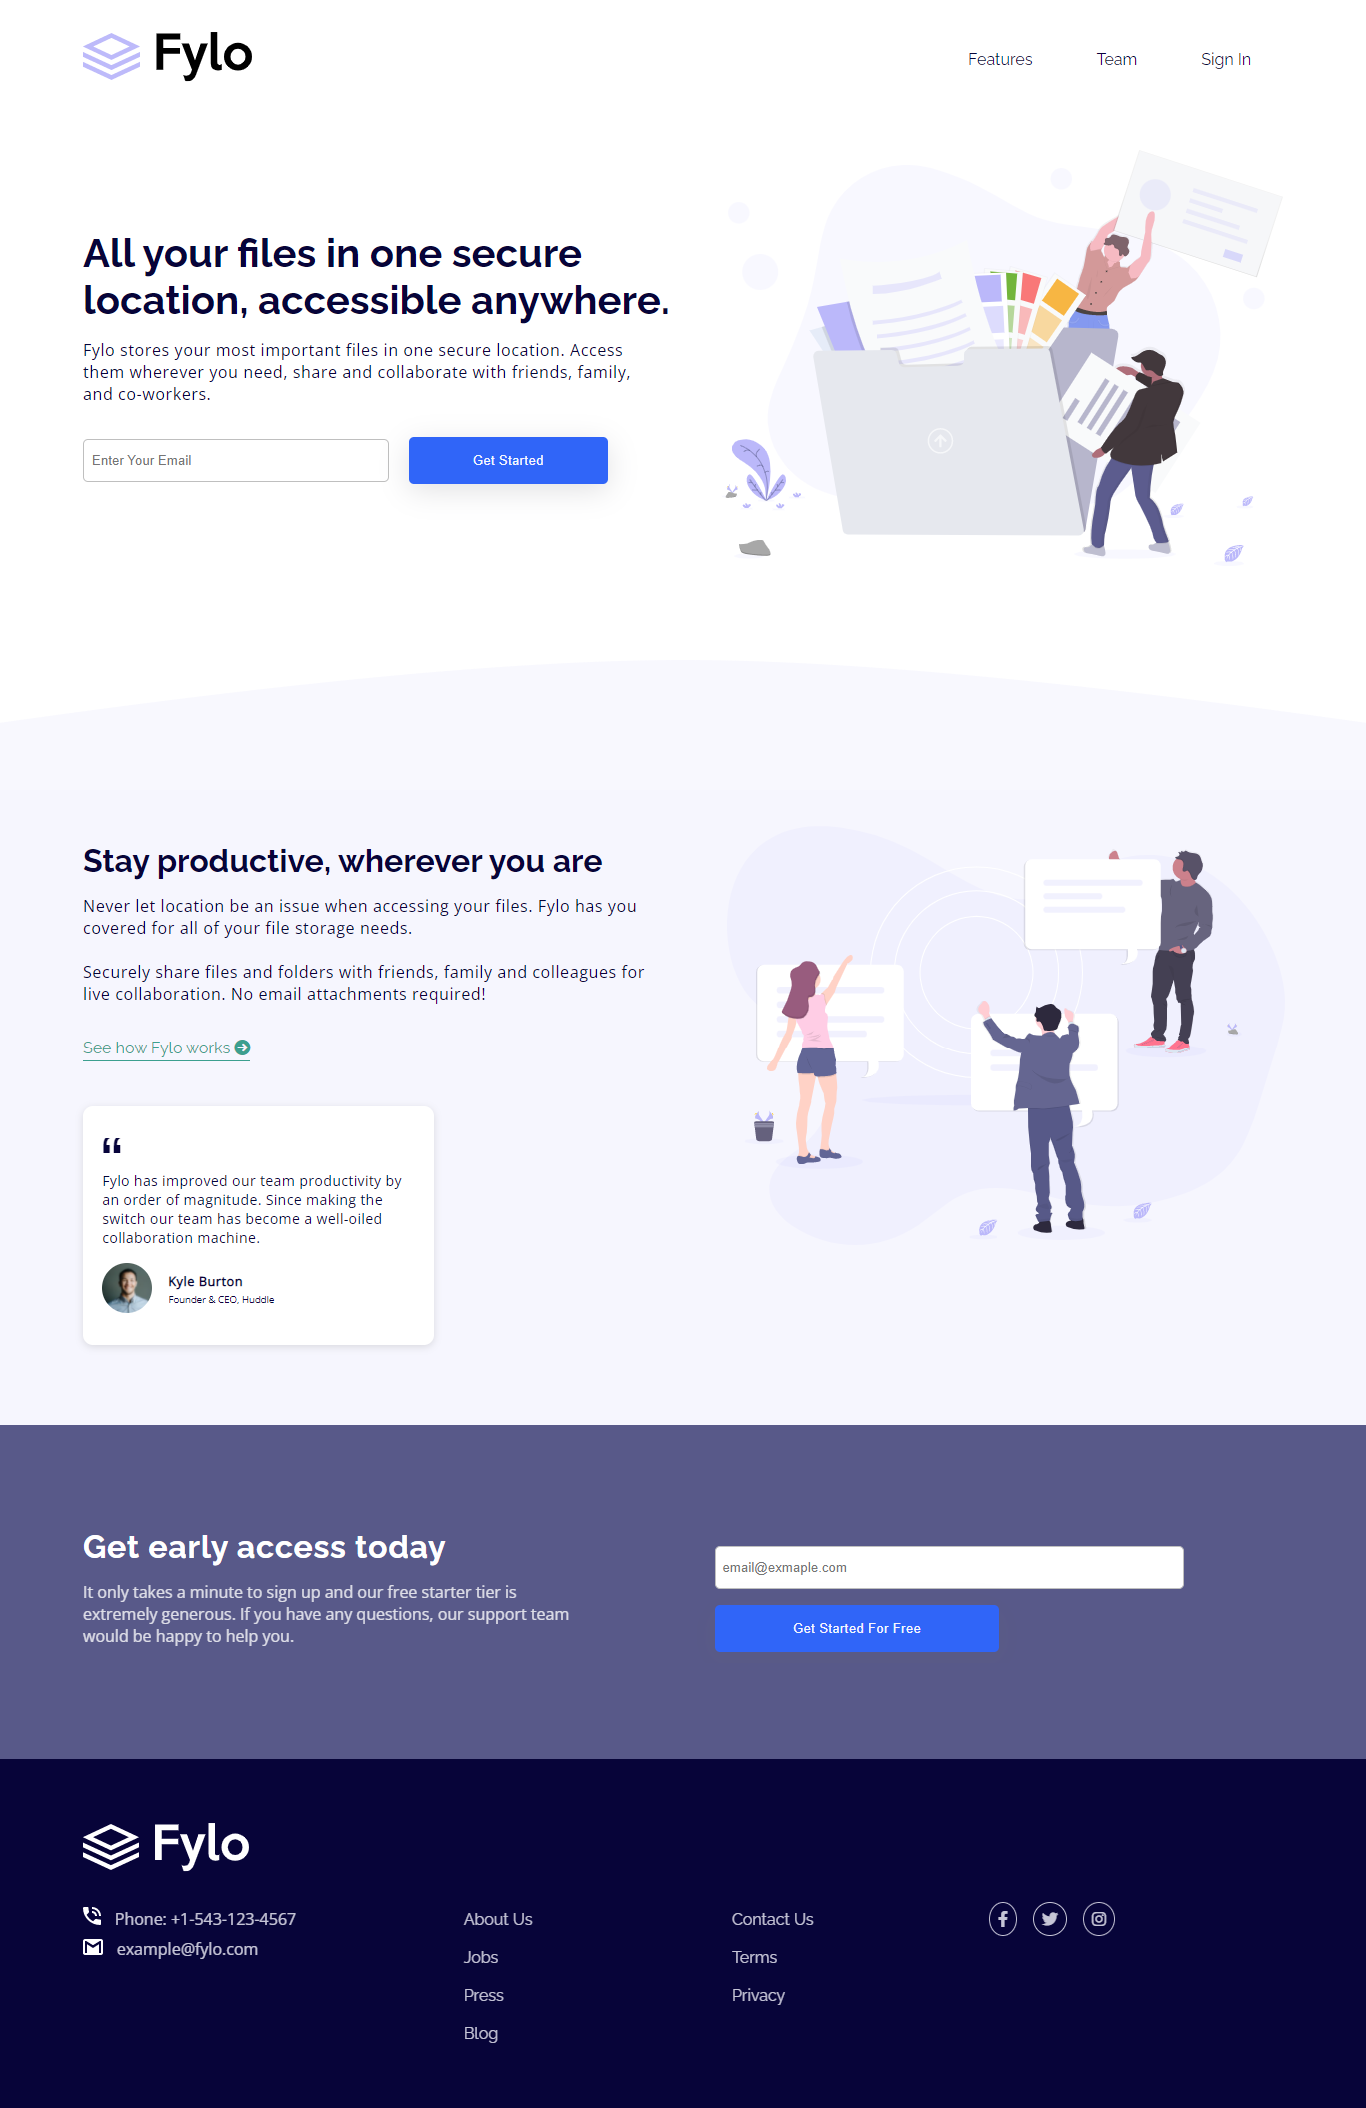 Fylo
Features
Team
Sign In
All your files in one secure
location, accessible anywhere.
Fylo stores your most important files in one secure location. Access
them wherever you need, share and collaborate with friends, family,
and co-workers.
Enter Your Email
Get Started
Stay productive, wherever you are
Never let location be an issue when accessing your files. Fylo has you
covered for all of your file storage needs.
Securely share files and folders with friends, family and colleagues for
live collaboration. No email attachments required!
See how Fylo works
“
Fylo has improved our team productivity by
an order of magnitude. Since making the
switch our team has become a well-oiled
collaboration machine.
Kyle Burton
Founder & CEO, Huddle
Get early access today
It only takes a minute to sign up and our free starter tier is
extremely generous. If you have any questions, our support team
would be happy to help you.
email@exmaple.com
Get Started For Free
Fylo
Phone: +1-543-123-4567
example@fylo.com
About Us
Jobs
Press
Blog
Contact Us
Terms
Privacy